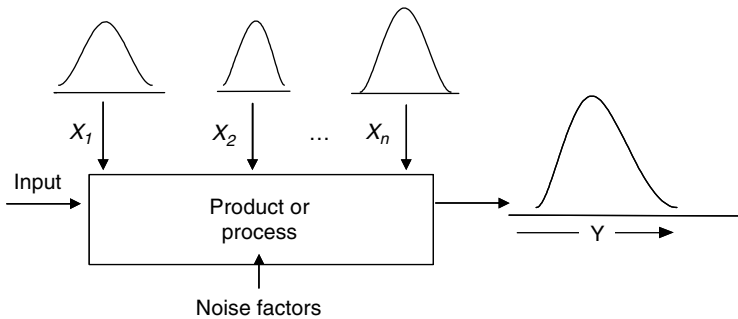 X1
X2
...
Xn
Input
Product or
process
Y
Noise factors